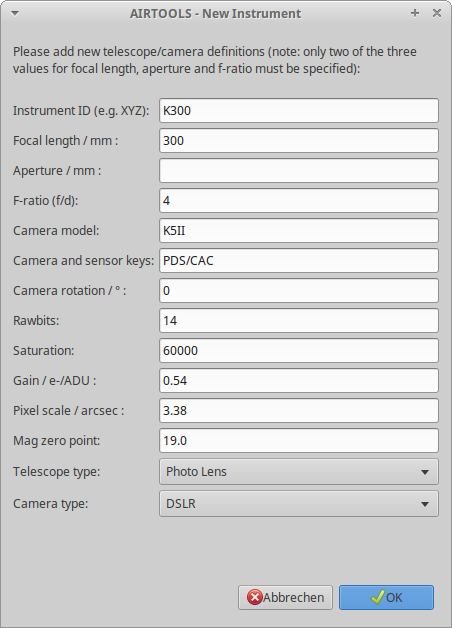 AIRTOOLS - New Instrument
Please add new telescope/camera definitions (note: only two of the three
values for focal length, aperture and f-ratio must be specified):
Instrument ID (e.g. XYZ): K300
Focal length / mm : 300
Aperture / mm :
F-ratio (f/d): 4
Camera model: K5II
Camera and sensor keys: PDS/CAC
Camera rotation / ° : 0
Rawbits: 14
Saturation: 60000
Gain / e-/ADU : 0.54
Pixel scale / arcsec : 3.38
Mag zero point: 19.0
Telescope type: Photo Lens
Camera type: DSLR
Abbrechen OK